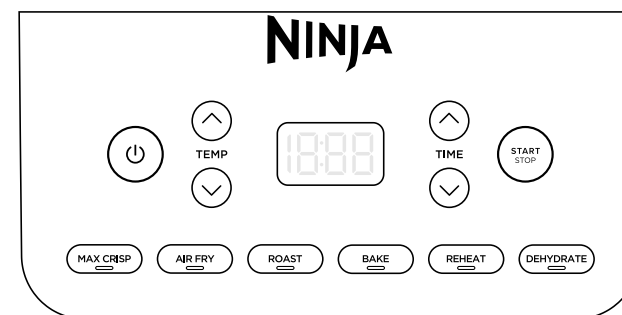 NINJA
TEMP
18:88
TIME
START
STOP
MAX CRISP
AIR FRY
ROAST
BAKE
REHEAT
DEHYDRATE